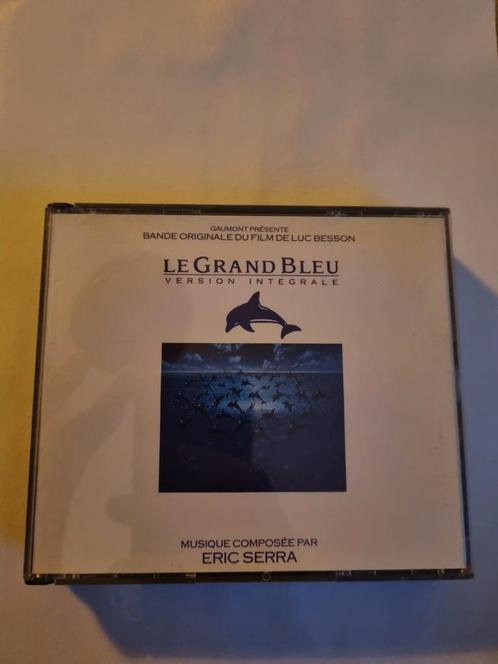 GAUMONT PRÉSENTE
BANDE ORIGINALE DU FILM DE LUC BESSON
LE GRAND BLEU
VERSION INTEGRALE
MUSIQUE COMPOSÉE PAR
ERIC SERRA